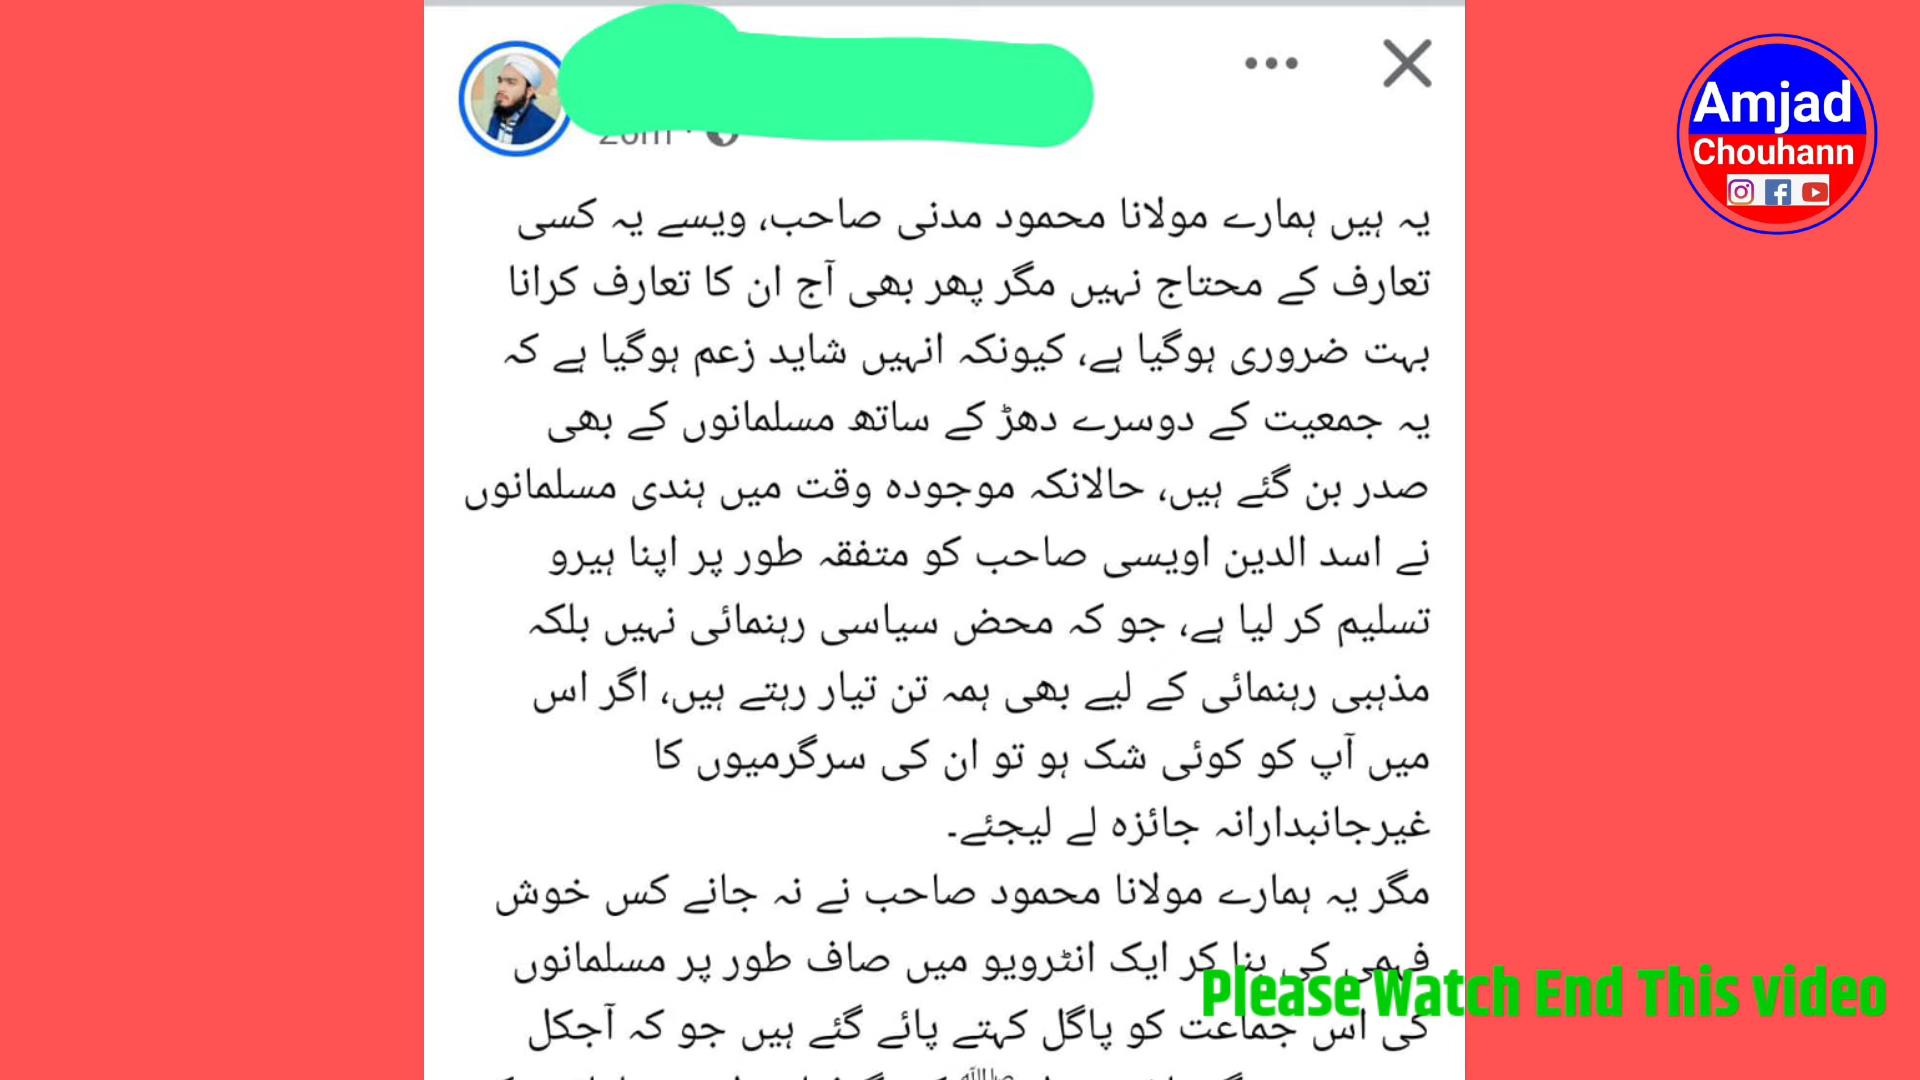 یہ ہیں ہمارے مولانا محمود مدنی صاحب، ویسے یہ کسی
تعارف کے محتاج نہیں مگر پھر بھی آج ان کا تعارف کرانا
بہت ضروری ہوگیا ہے، کیونکہ انہیں شاید زعم ہوگیا ہے کہ
یہ جمعیت کے دوسرے دھڑ کے ساتھ مسلمانوں کے بھی
صدر بن گئے ہیں، حالانکہ موجودہ وقت میں ہندی مسلمانوں
نے اسد الدین اویسی صاحب کو متفقہ طور پر اپنا ہیرو
تسلیم کر لیا ہے، جو کہ محض سیاسی رہنمائی نہیں بلکہ
مذہبی رہنمائی کے لیے بھی ہمہ تن تیار رہتے ہیں، اگر اس
میں آپ کو کوئی شک ہو تو ان کی سرگرمیوں کا
غیرجانبدارانہ جائزہ لے لیجئے۔
مگر یہ ہمارے مولانا محمود صاحب نے نہ جانے کس خوش
فہمی کی بنا کر ایک انٹرویو میں صاف طور پر مسلمانوں
کی اس جماعت کو پاگل کہتے پائے گئے ہیں جو کہ آجکل
Amjad
Chouhann
Please Watch End This video